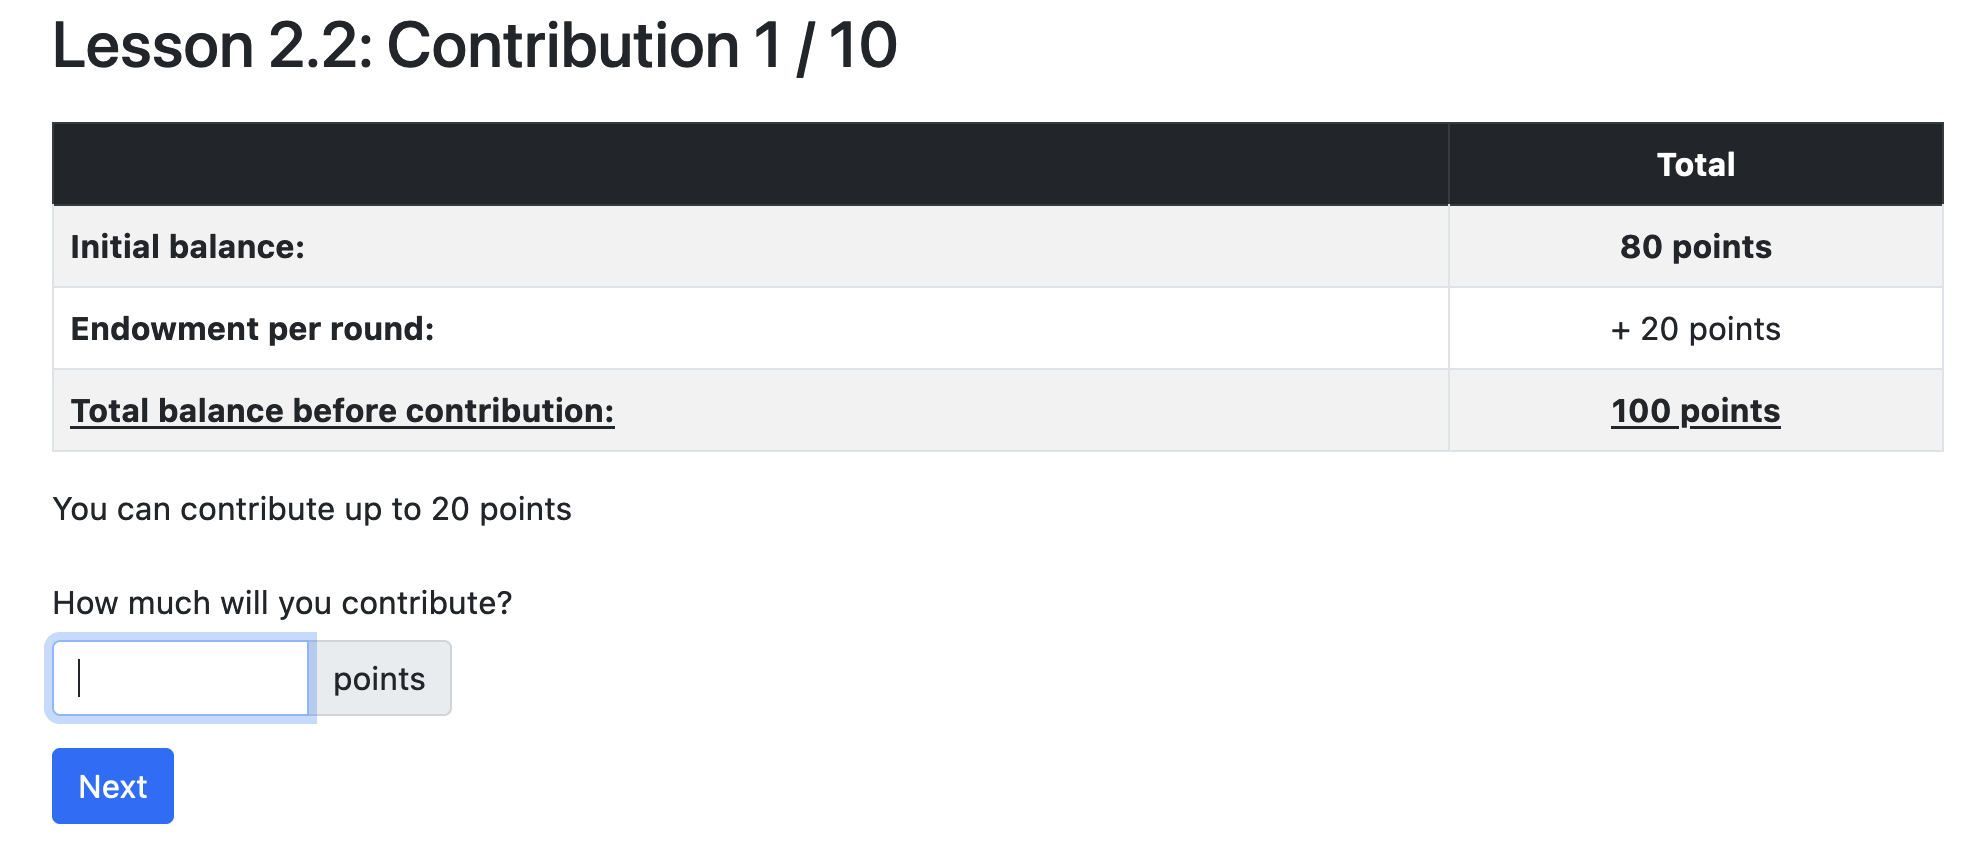 Lesson 2.2: Contribution 1 / 10
Total
Initial balance: 80 points
Endowment per round: + 20 points
Total balance before contribution: 100 points
You can contribute up to 20 points
How much will you contribute?
points
Next